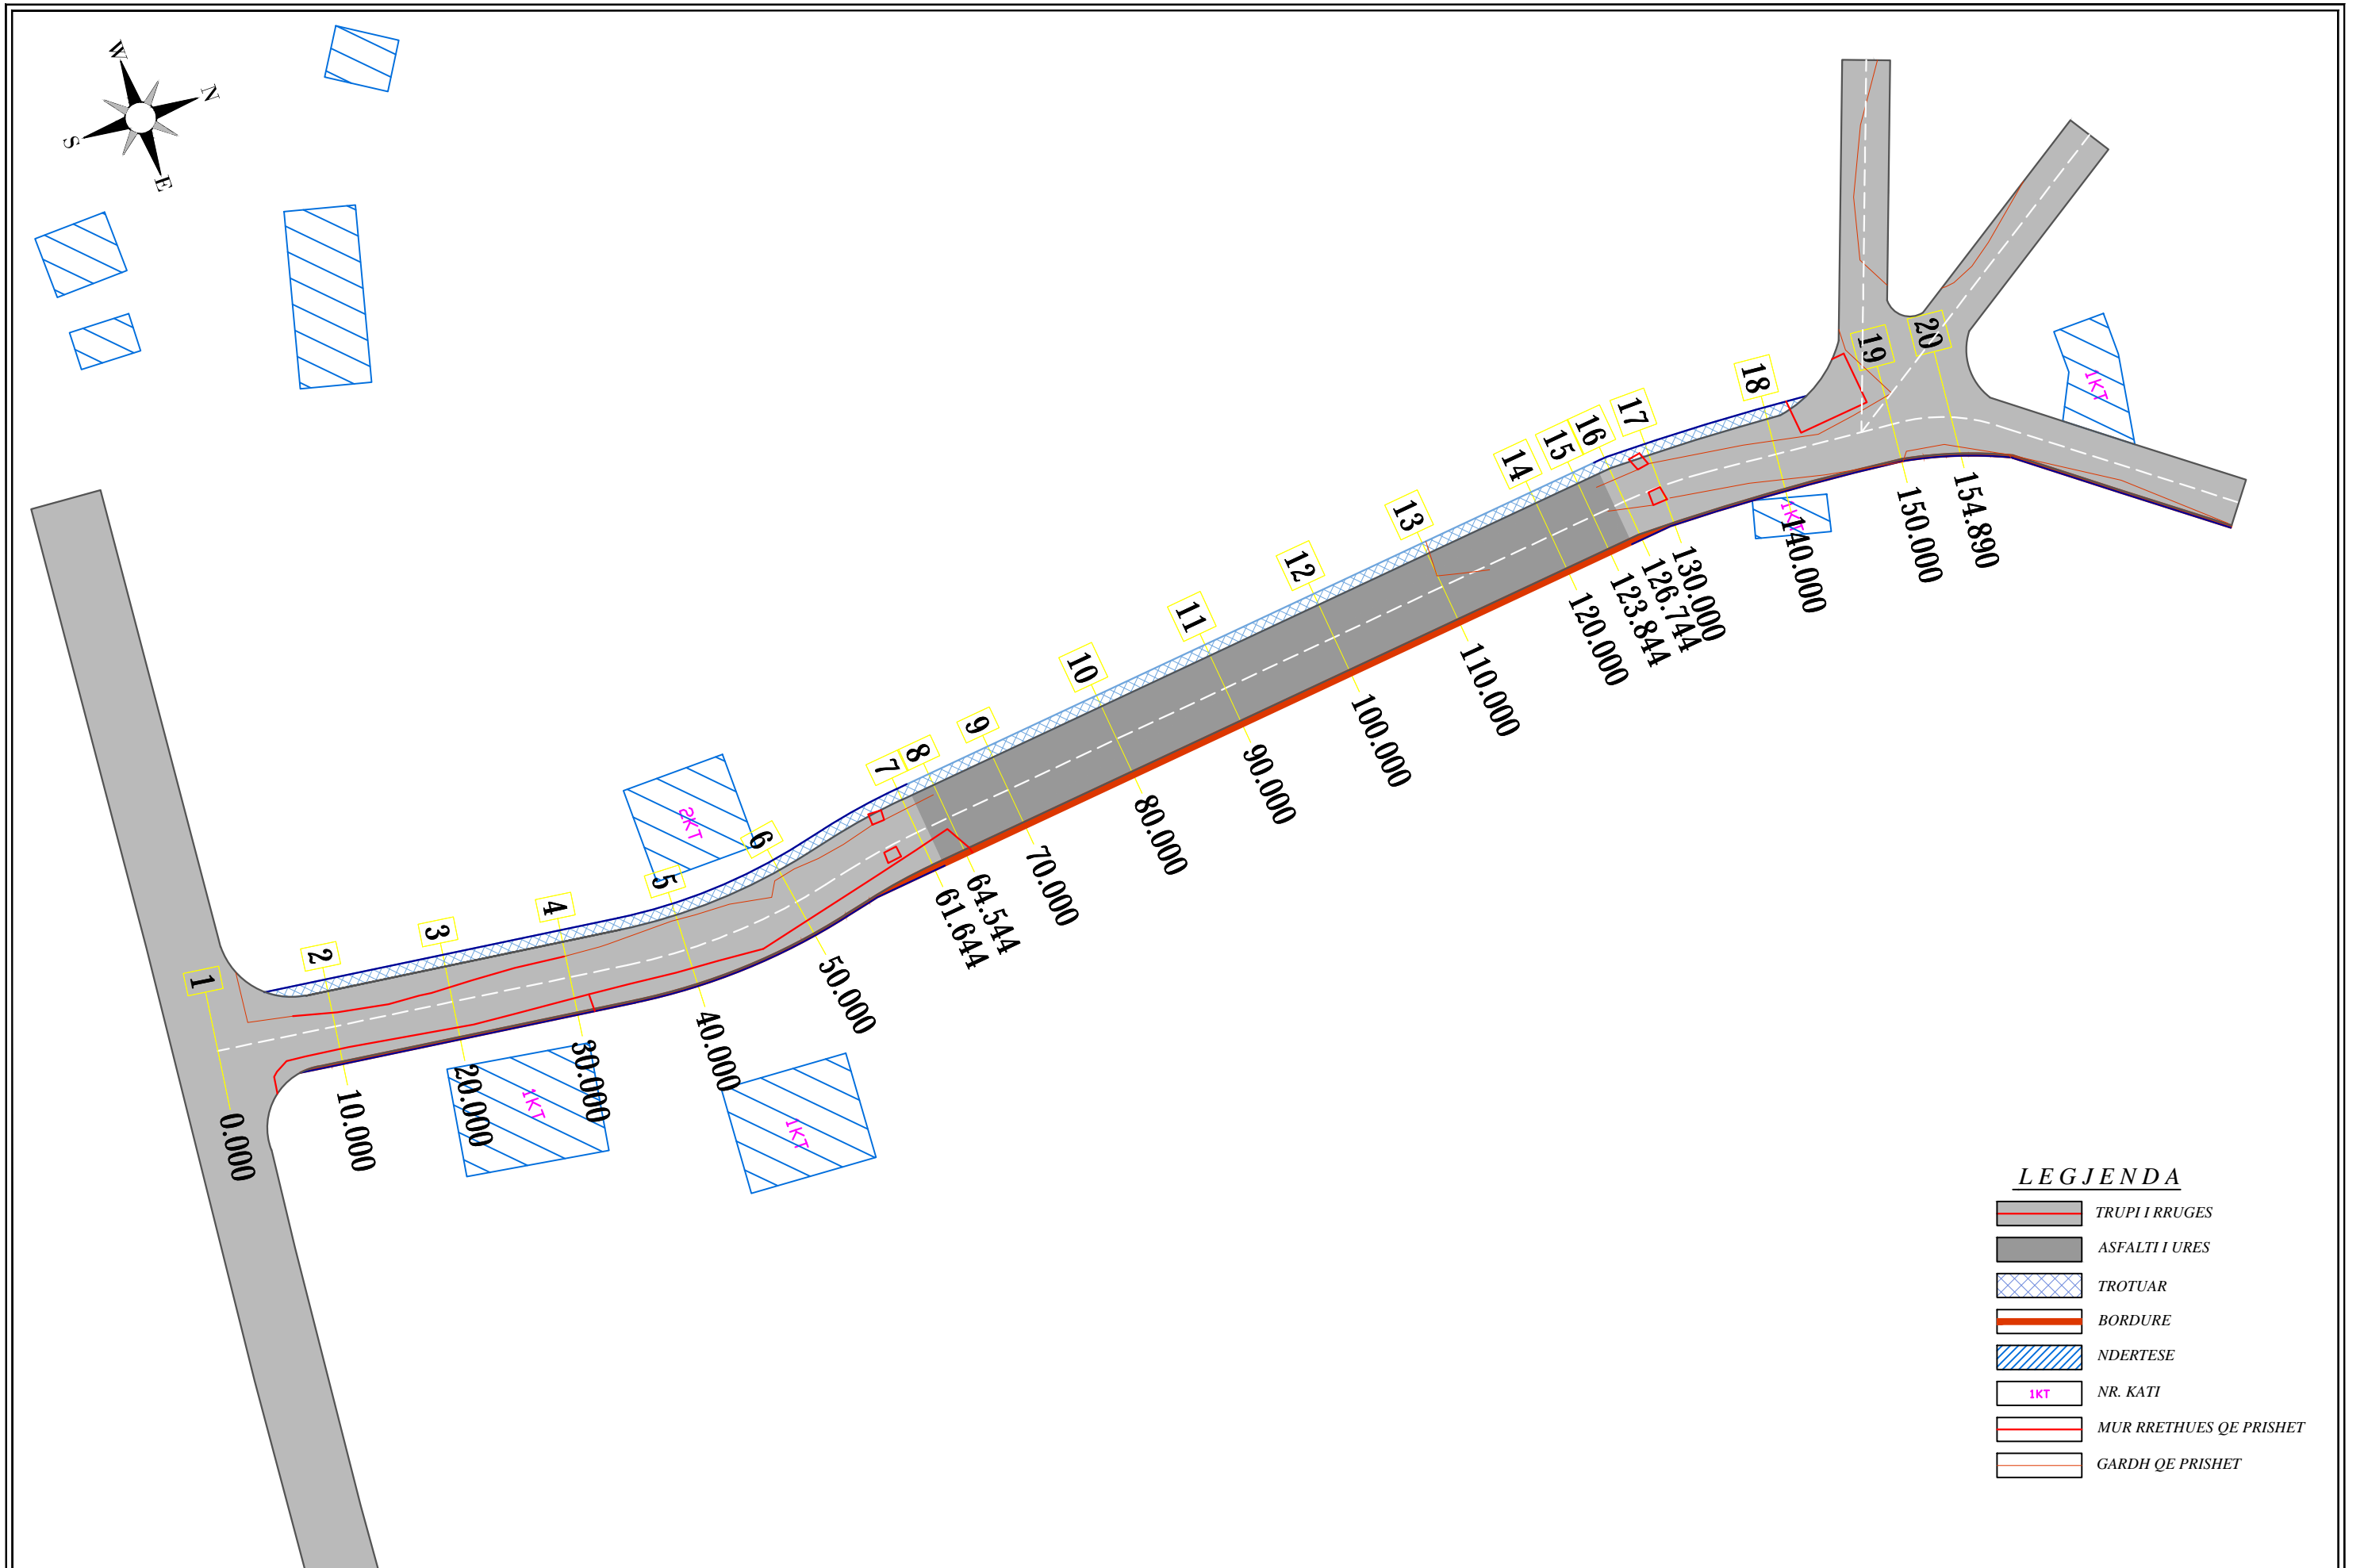 W
N
S
E
1
2
3
4
5
6
7
8
9
10
11
12
13
14
15
16
17
18
19
20
0.000
10.000
20.000
30.000
40.000
50.000
61.644
64.544
70.000
80.000
90.000
100.000
110.000
120.000
123.844
126.744
130.000
140.000
150.000
154.890
2KT
1KT
1KT
1KT
1KT
LEGJENDA
TRUPI I RRUGES
ASFALTI I URES
TROTUAR
BORDURE
NDERTESE
1KT NR. KATI
MUR RRETHUES QE PRISHET
GARDH QE PRISHET